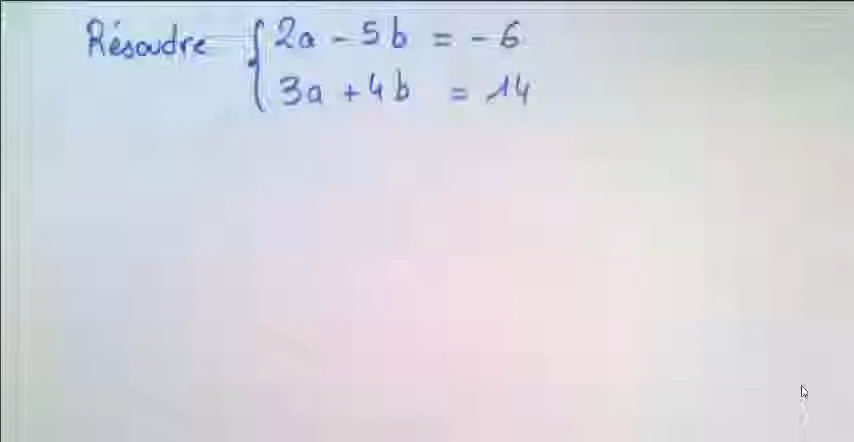 Résoudre { 2a - 5b = -6
3a + 4b = 14